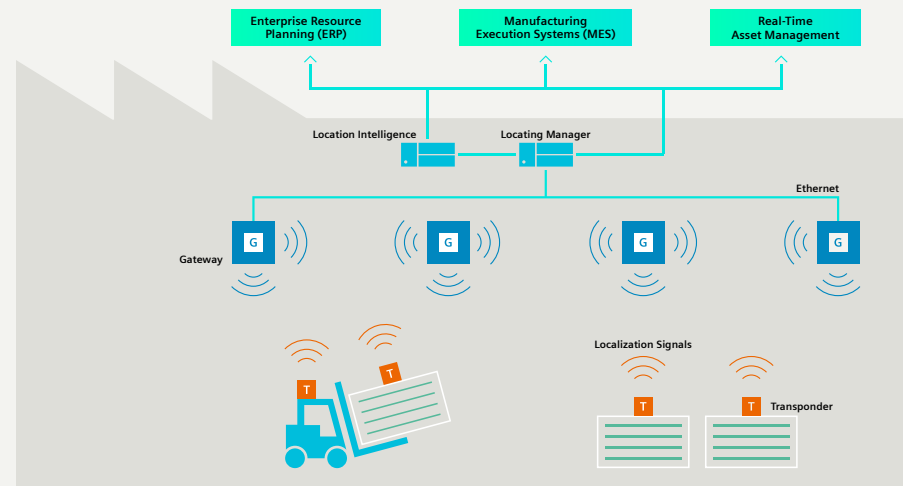 Enterprise Resource
Planning (ERP)
Manufacturing
Execution Systems (MES)
Real-Time
Asset Management
Location Intelligence
Locating Manager
Ethernet
G
G
G
G
Gateway
Localization Signals
T
T
T
T
Transponder